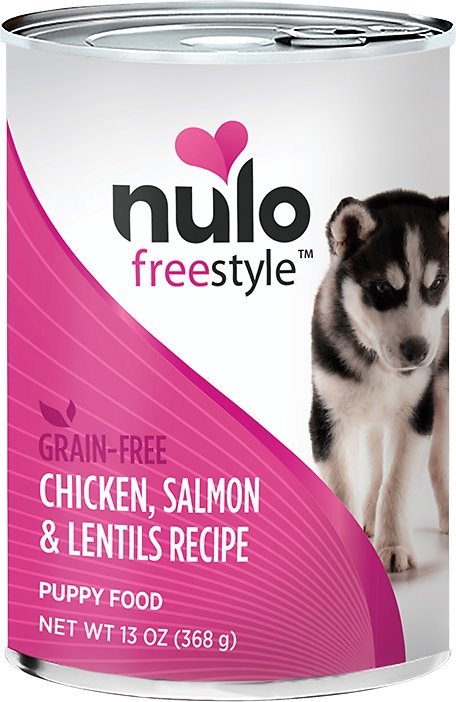 nulo
freestyle™
GRAIN-FREE
CHICKEN, SALMON
& LENTILS RECIPE
PUPPY FOOD
NET WT 13 OZ (368 g)